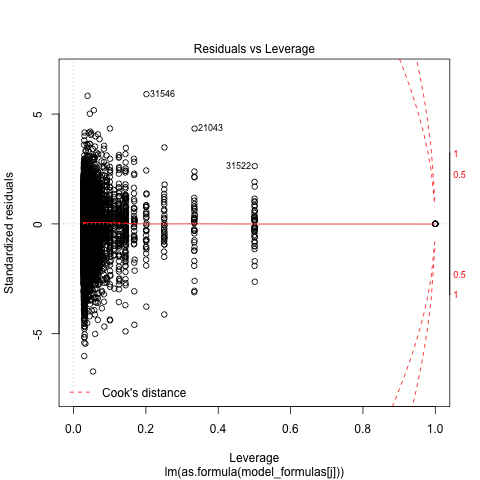 Residuals vs Leverage
Standardized residuals
5
0
-5
31546
21043
31522
1
0.5
0.5
1
Cook's distance
0.0 0.2 0.4 0.6 0.8 1.0
Leverage
lm(as.formula(model_formulas[j]))